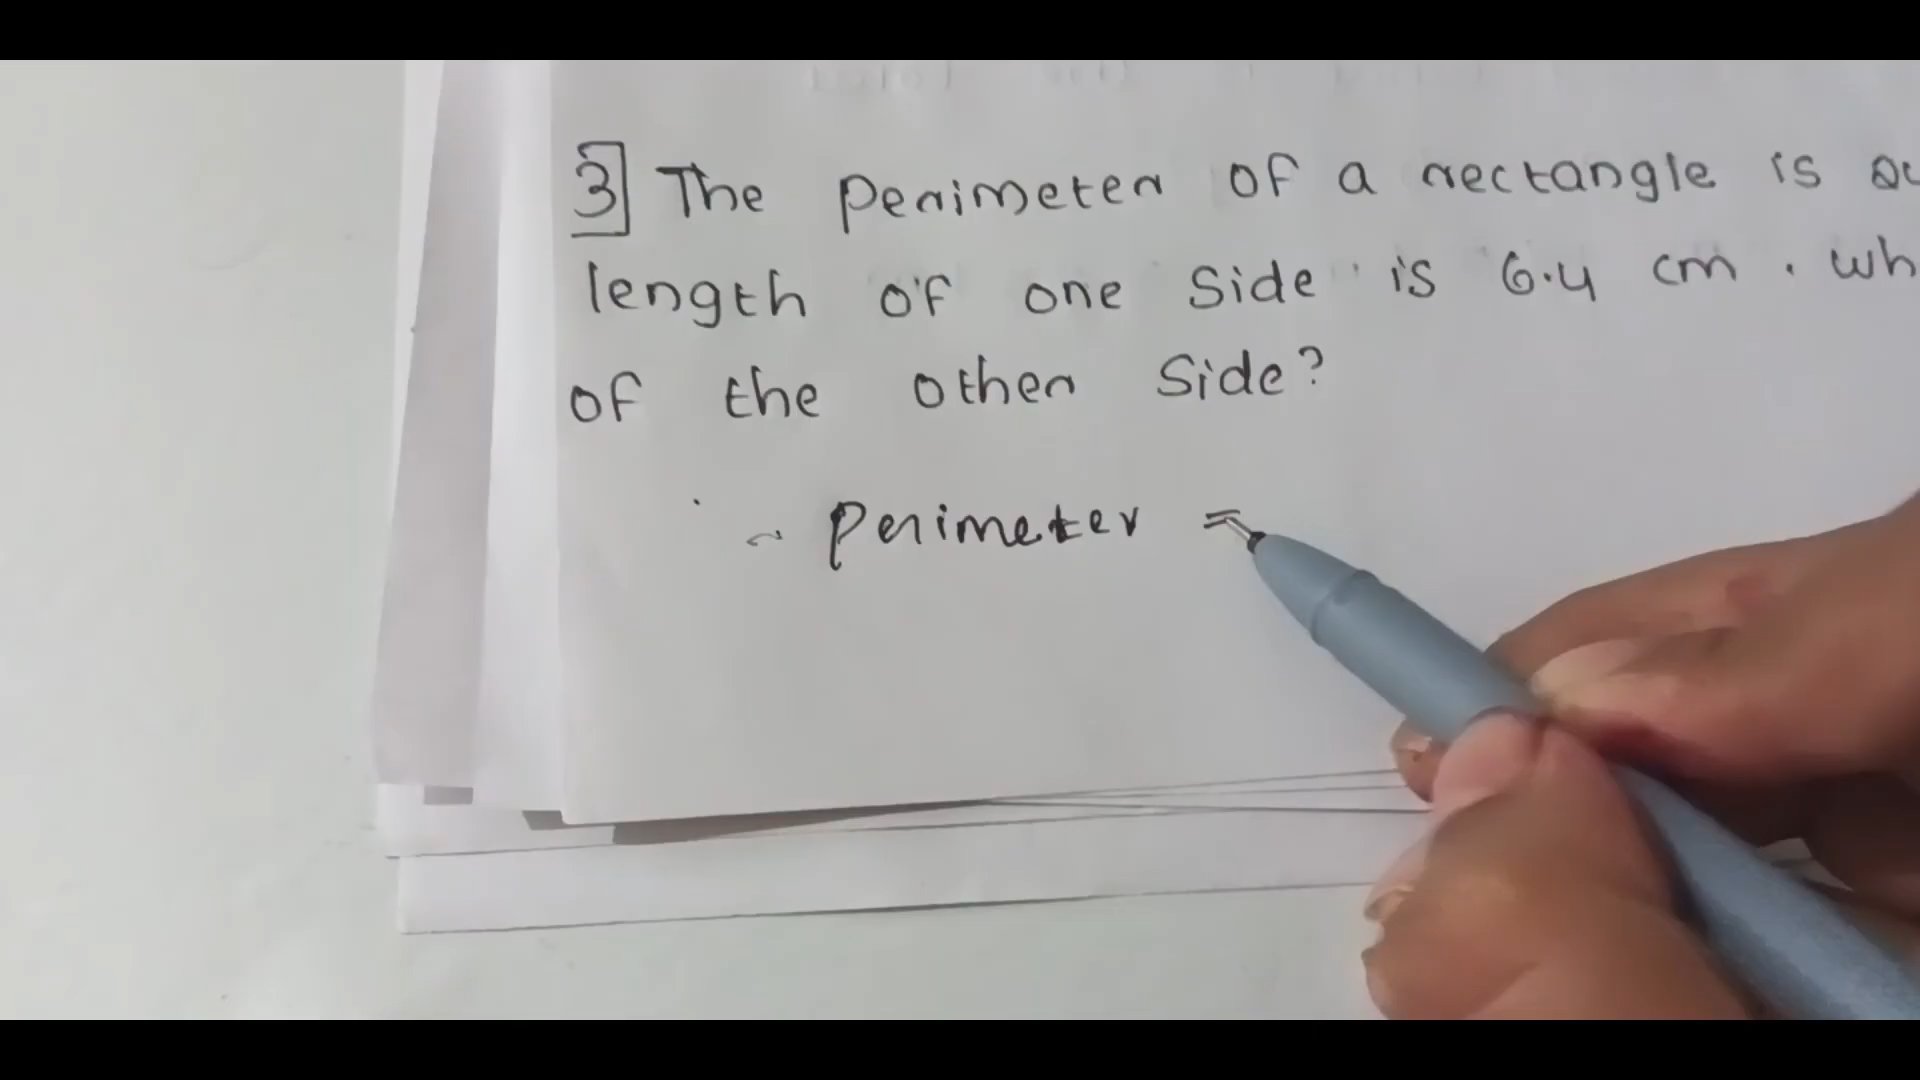 3 The perimeter of a rectangle is
length of one side is 6.4 cm.
of the other side?
~ perimeter =